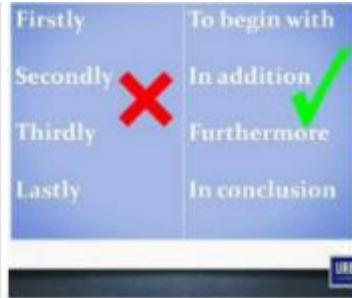 Firstly To begin with
Secondly In addition
Thirdly Furthermore
Lastly In conclusion